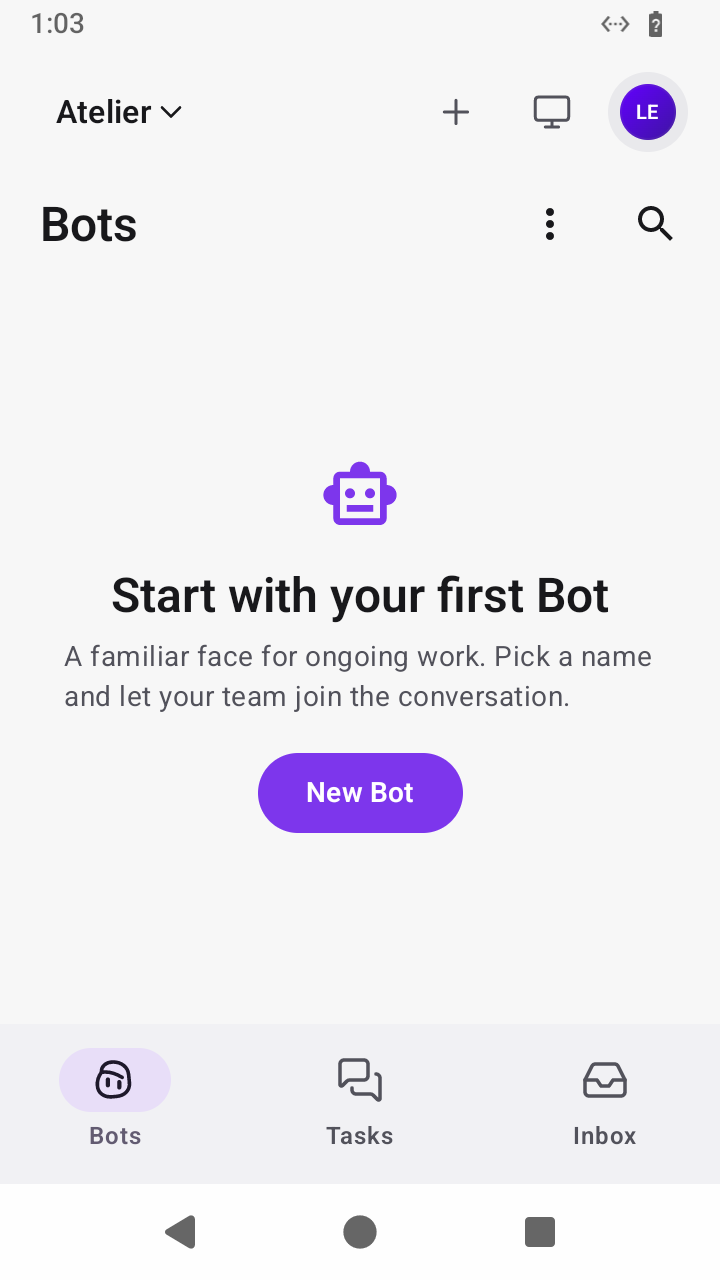 1:03
Atelier
LE
Bots
Start with your first Bot
A familiar face for ongoing work. Pick a name
and let your team join the conversation.
New Bot
Bots
Tasks
Inbox